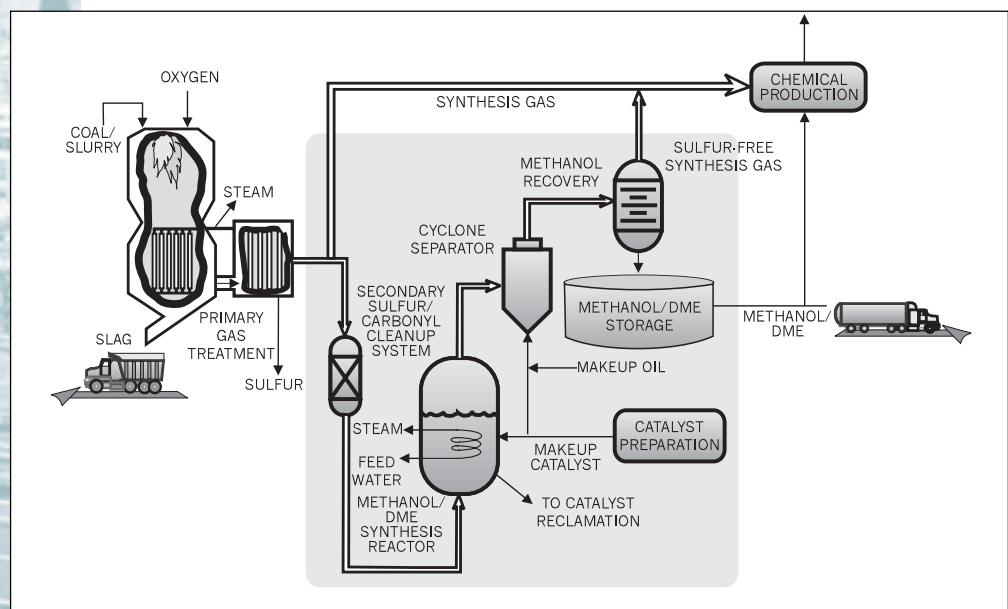 OXYGEN
COAL/
SLURRY
STEAM
SLAG
PRIMARY
GAS
TREATMENT
SULFUR
SYNTHESIS GAS
CHEMICAL
PRODUCTION
SULFUR-FREE
SYNTHESIS GAS
METHANOL
RECOVERY
CYCLONE
SEPARATOR
SECONDARY
SULFUR/
CARBONYL
CLEANUP
SYSTEM
METHANOL/DME
STORAGE
METHANOL/
DME
MAKEUP OIL
STEAM
FEED
WATER
METHANOL/
DME
SYNTHESIS
REACTOR
MAKEUP
CATALYST
CATALYST
PREPARATION
TO CATALYST
RECLAMATION